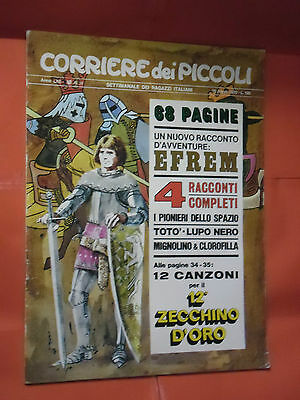 CORRIERE dei PICCOLI
SETTIMANALE DEI RAGAZZI ITALIANI
68 PAGINE
UN NUOVO RACCONTO
D'AVVENTURE:
EFREM
4 RACCONTI
COMPLETI
I PIONIERI DELLO SPAZIO
TOTO'-LUPO NERO
MIGNOLINO & CLOROFILLA
Alle pagine 34-35:
12 CANZONI
per il
12° ZECCHINO
D'ORO